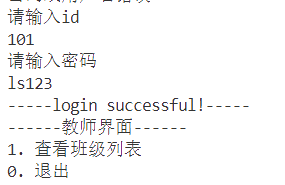 请输入id
101
请输入密码
ls123
-----login successful!-----
------教师界面------
1. 查看班级列表
0. 退出